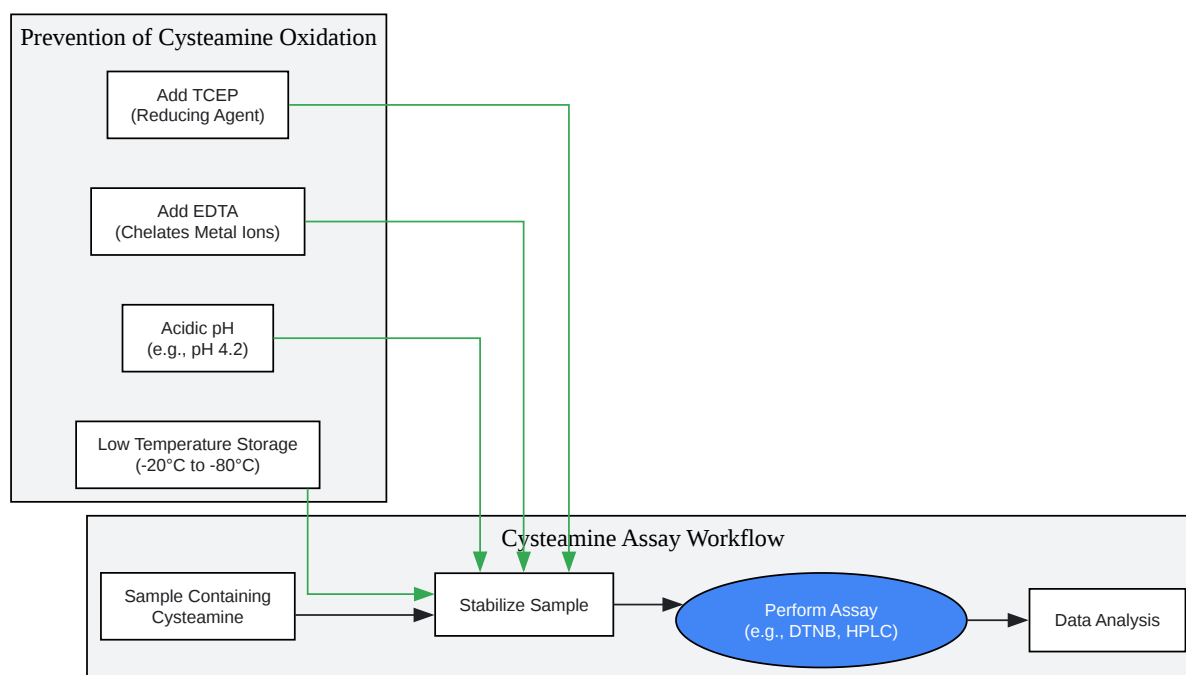 Prevention of Cysteamine Oxidation
Add TCEP
(Reducing Agent)
Add EDTA
(Chelates Metal Ions)
Acidic pH
(e.g., pH 4.2)
Low Temperature Storage
(-20°C to -80°C)
Cysteamine Assay Workflow
Sample Containing
Cysteamine
Stabilize Sample
Perform Assay
(e.g., DTNB, HPLC)
Data Analysis